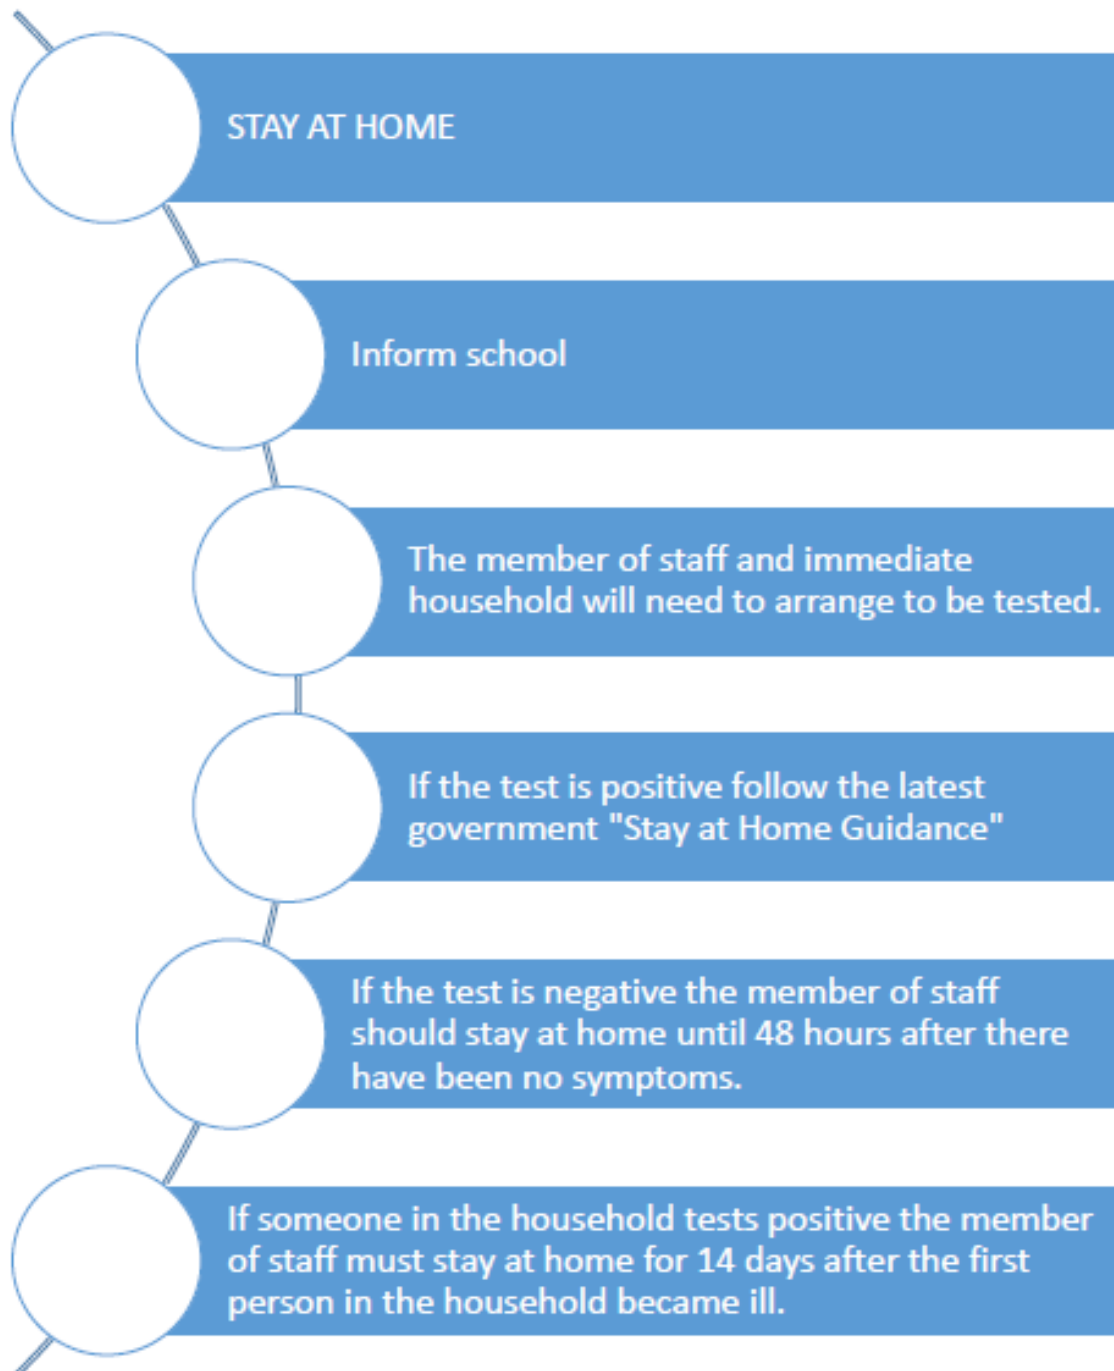 STAY AT HOME
Inform school
The member of staff and immediate
household will need to arrange to be tested.
If the test is positive follow the latest
government "Stay at Home Guidance"
If the test is negative the member of staff
should stay at home until 48 hours after there
have been no symptoms.
If someone in the household tests positive the member
of staff must stay at home for 14 days after the first
person in the household became ill.